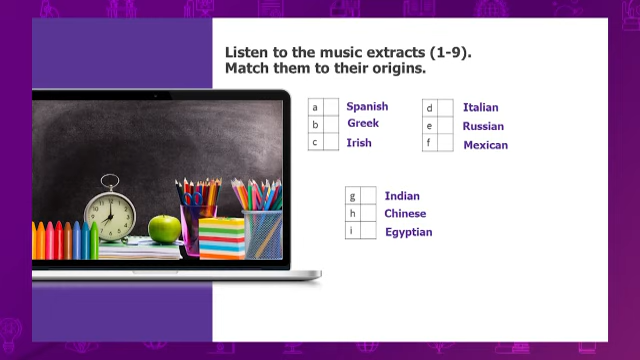 Listen to the music extracts (1-9).
Match them to their origins.
a Spanish
b Greek
c Irish
d Italian
e Russian
f Mexican
g Indian
h Chinese
i Egyptian